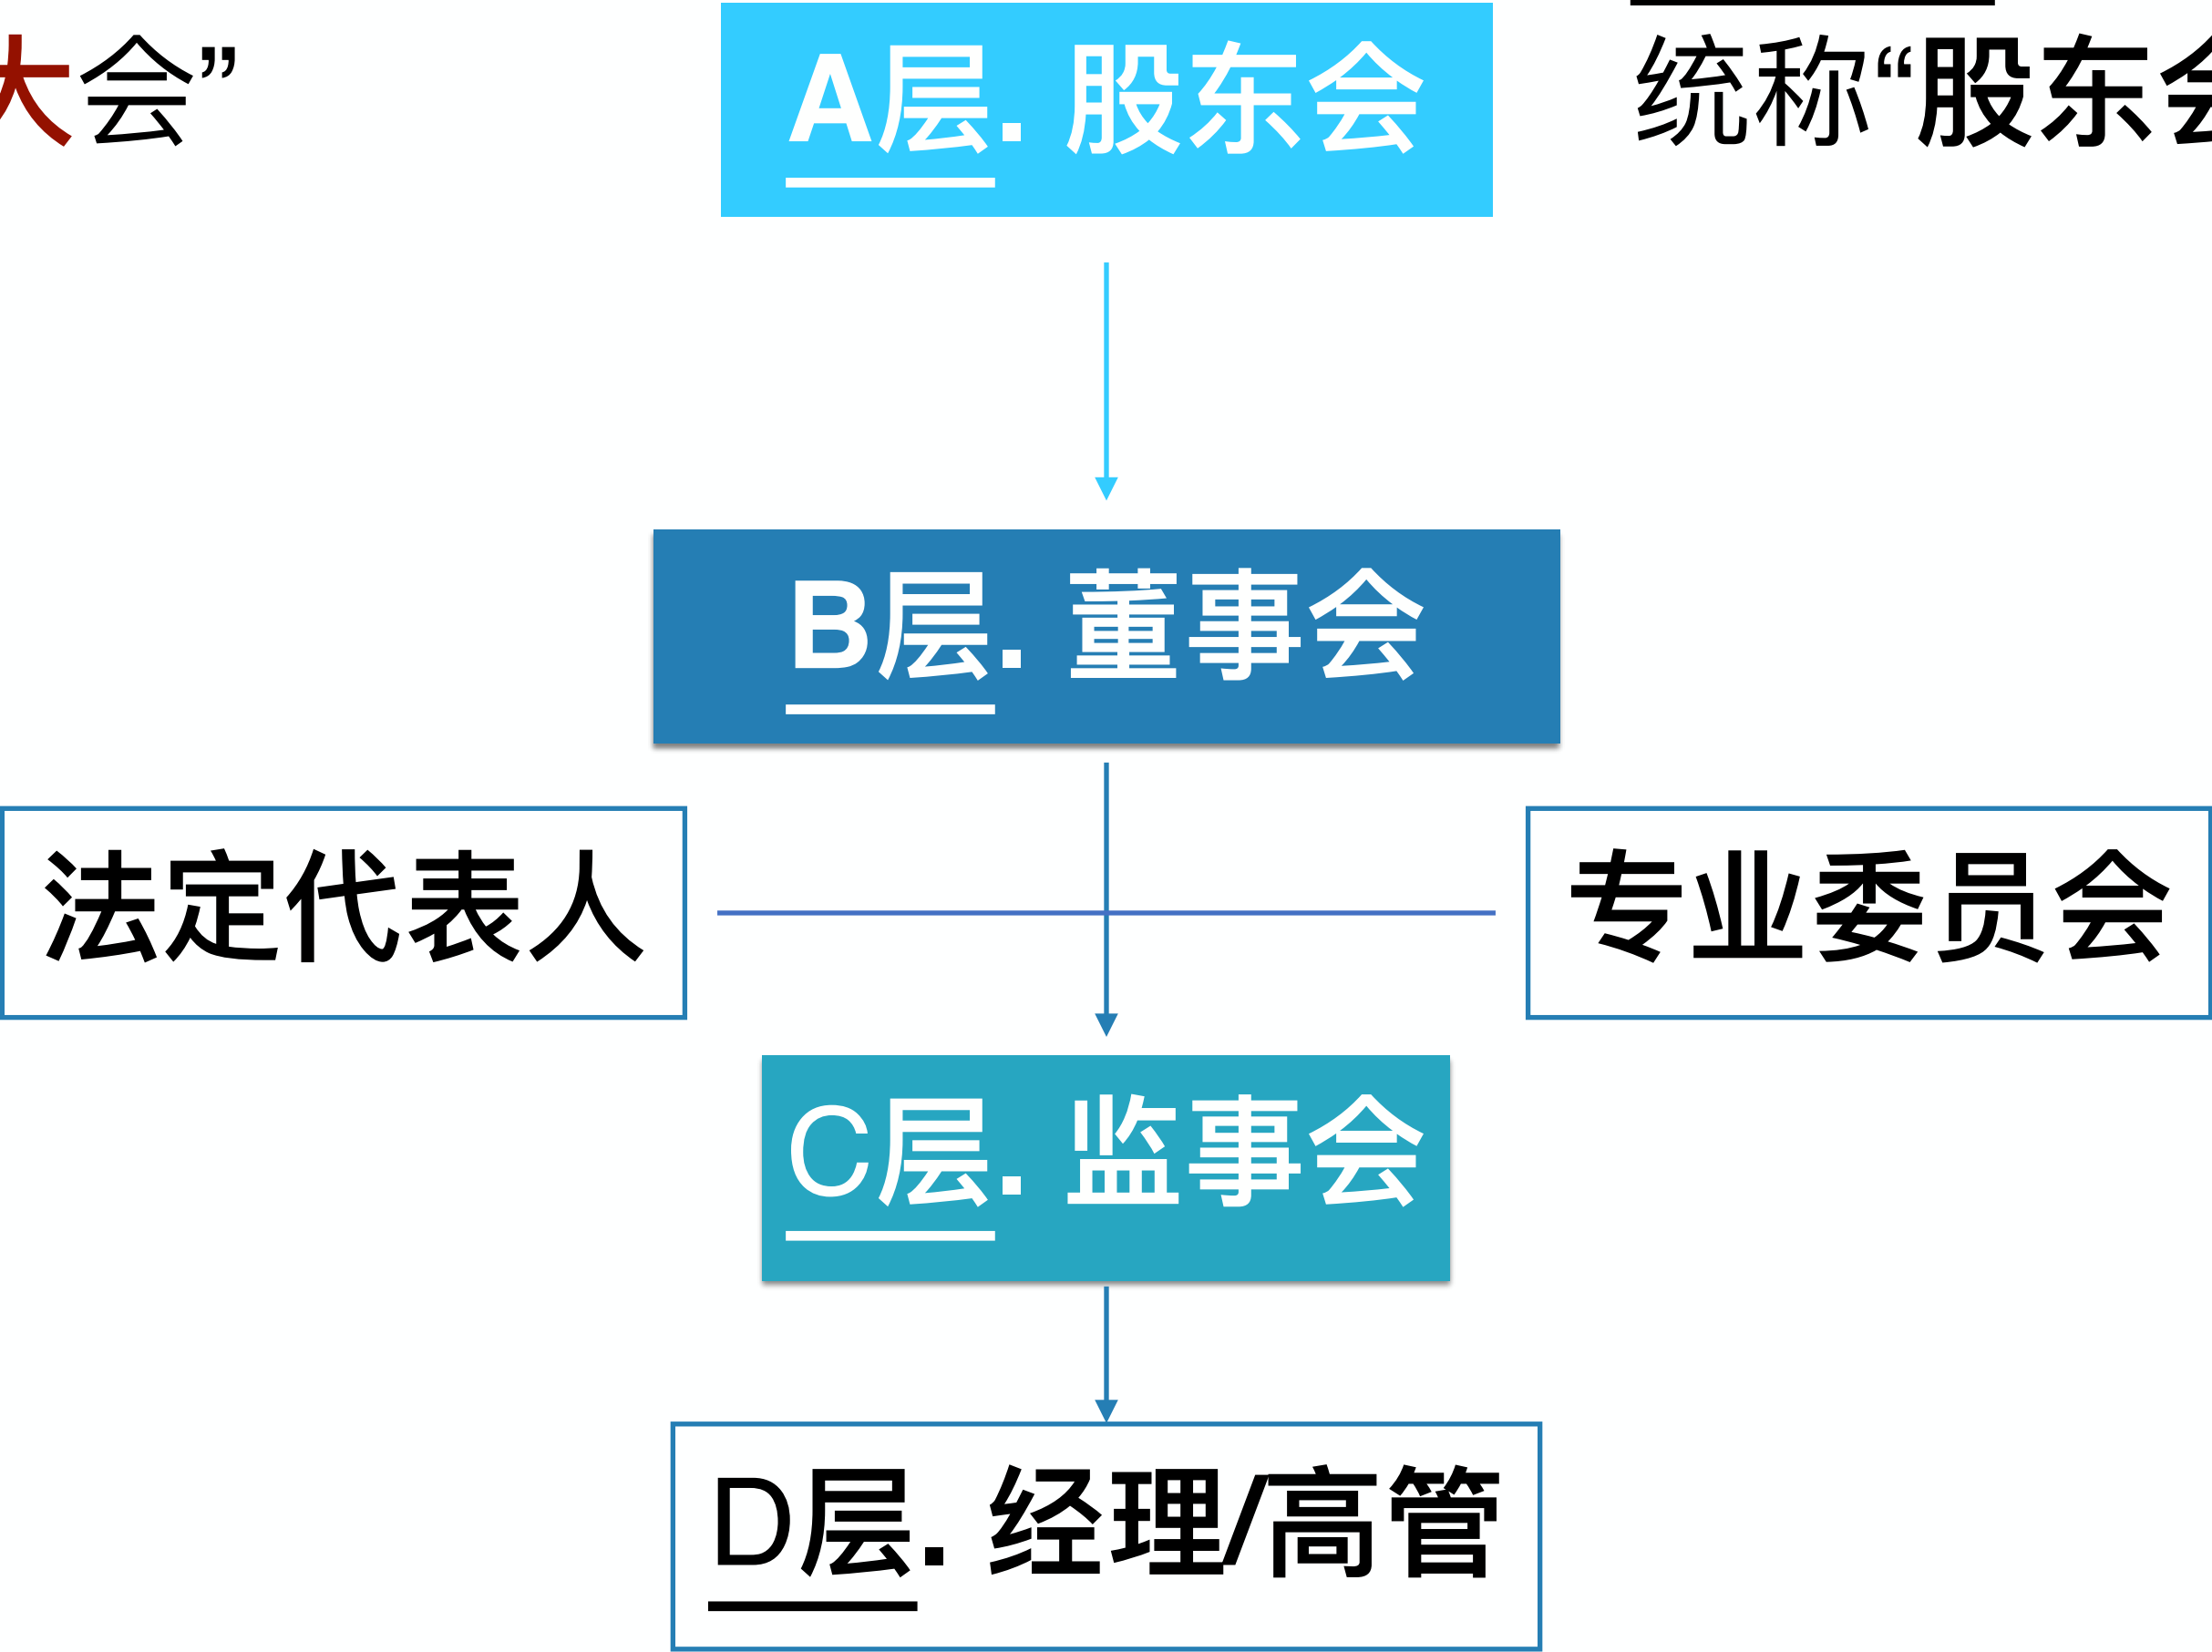 大会”
A层. 股东会
统称“股东会
B层. 董事会
法定代表人
专业委员会
C层. 监事会
D层. 经理/高管